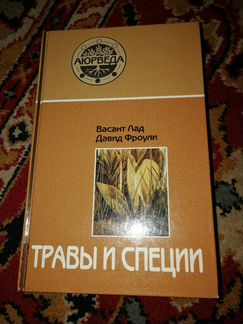 АЮРВЕДА
Васант Лад
Давид Фроули
ТРАВЫ И СПЕЦИИ